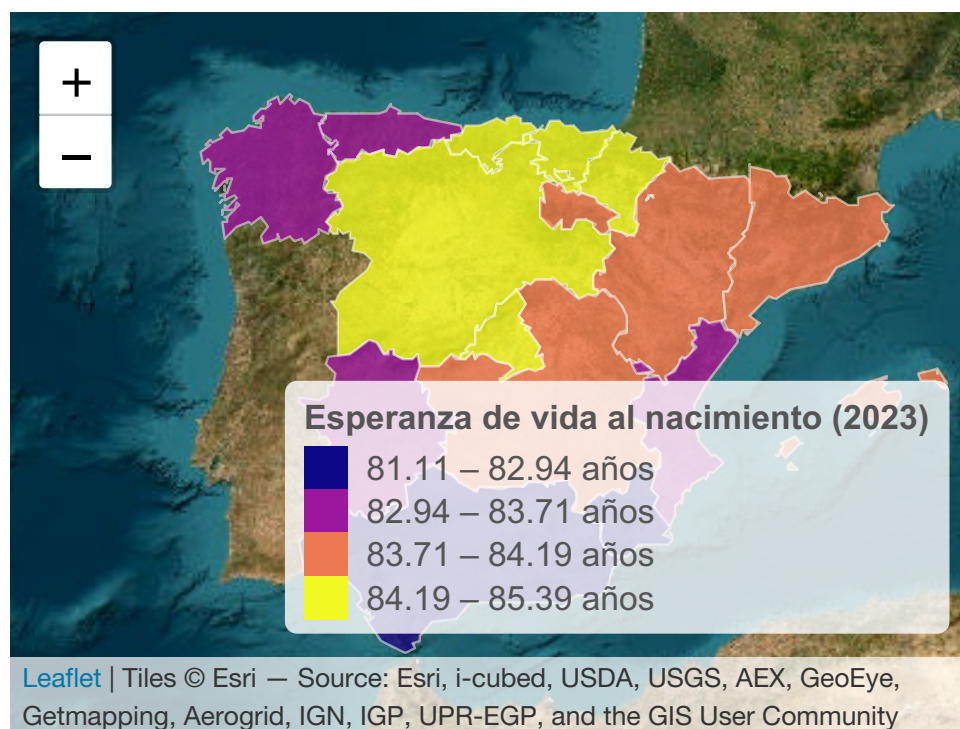 +
−
Esperanza de vida al nacimiento (2023)
81.11 – 82.94 años
82.94 – 83.71 años
83.71 – 84.19 años
84.19 – 85.39 años
Leaflet | Tiles © Esri — Source: Esri, i-cubed, USDA, USGS, AEX, GeoEye,
Getmapping, Aerogrid, IGN, IGP, UPR-EGP, and the GIS User Community